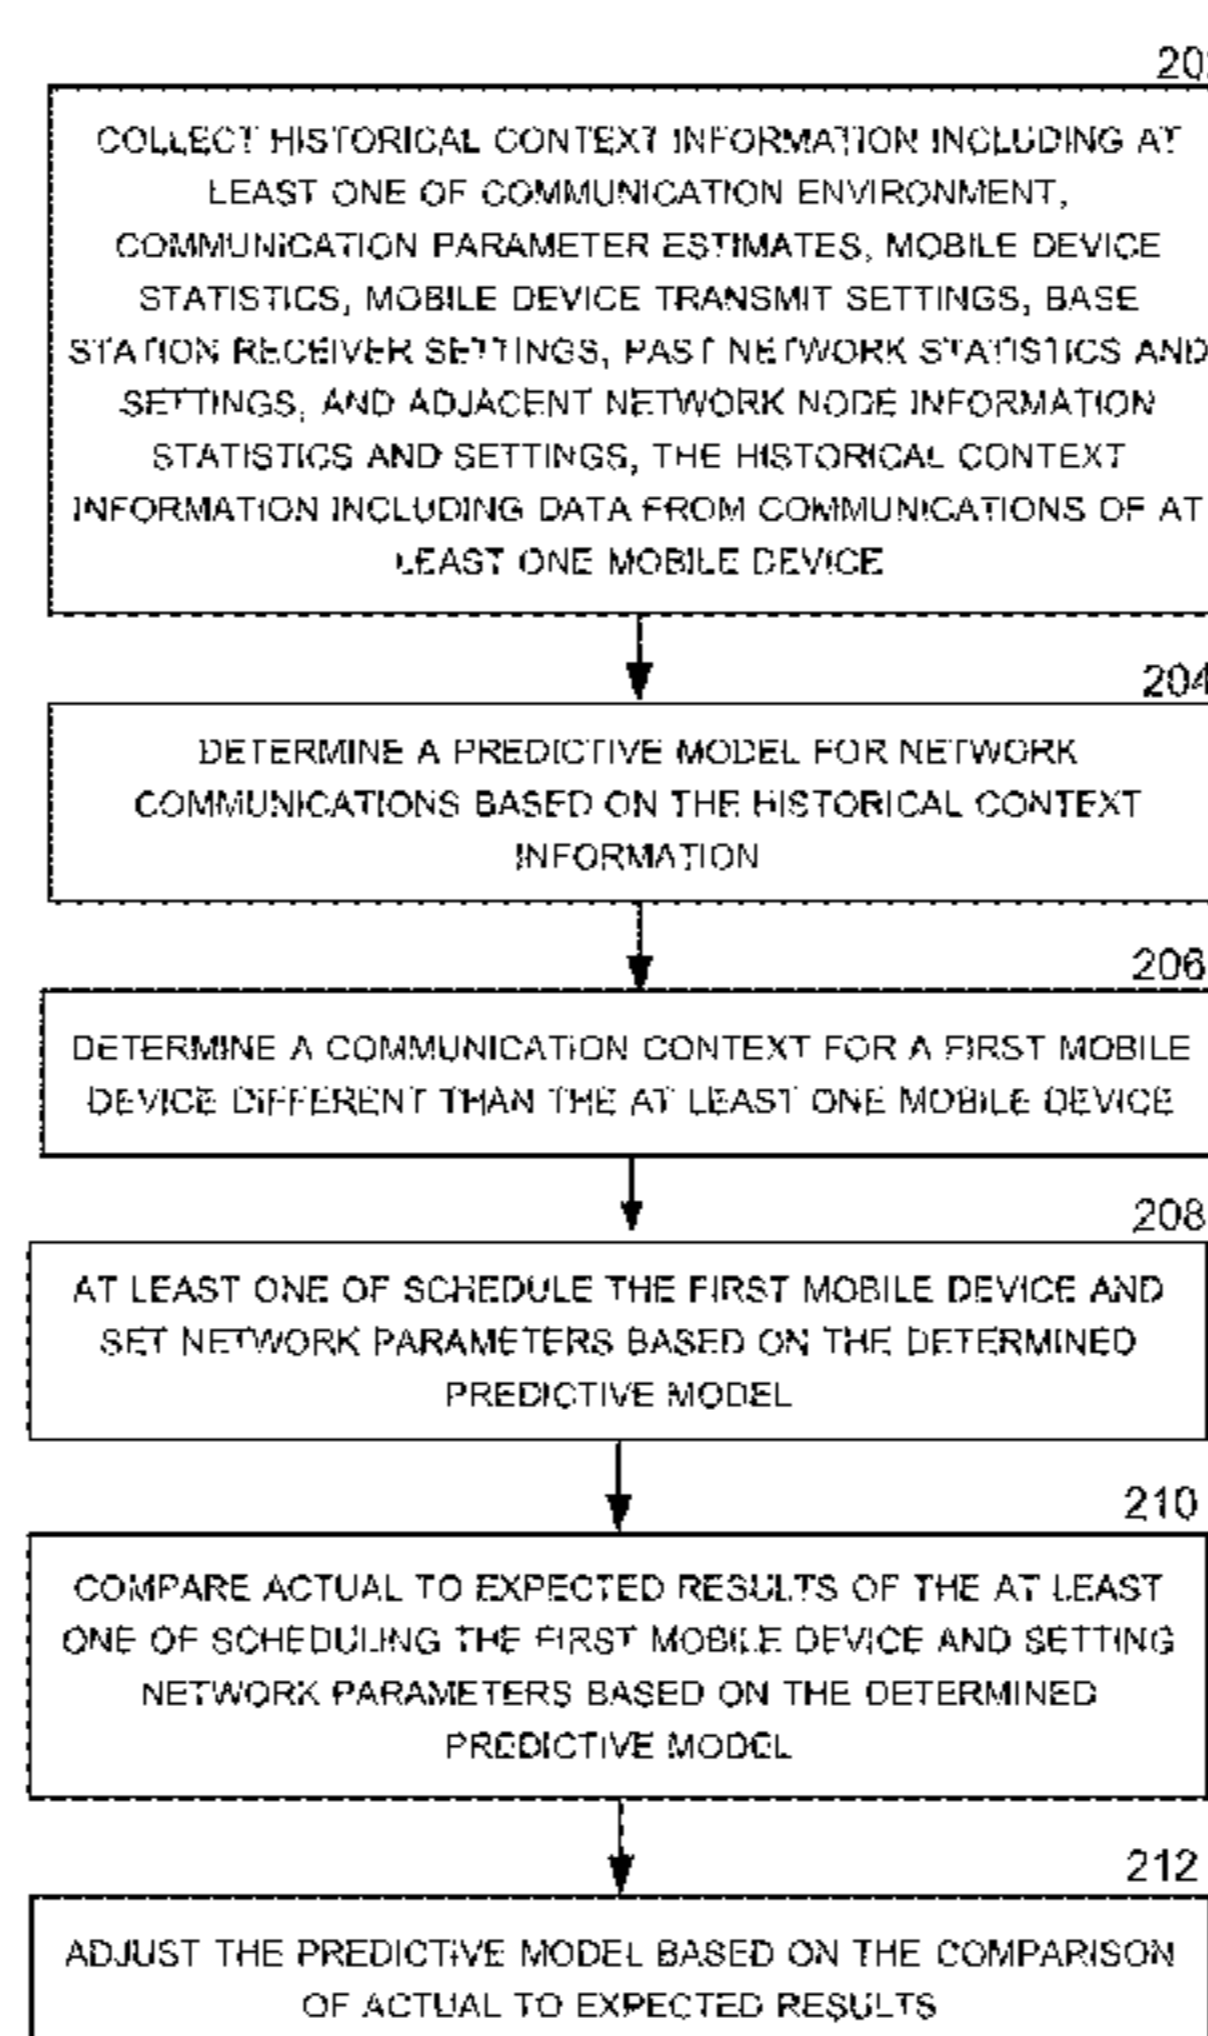 COLLECT HISTORICAL CONTEXT INFORMATION INCLUDING AT
LEAST ONE OF COMMUNICATION ENVIRONMENT,
COMMUNICATION PARAMETER ESTIMATES, MOBILE DEVICE
STATISTICS, MOBILE DEVICE TRANSMIT SETTINGS, BASE
STATION RECEIVER SETTINGS, PAST NETWORK STATISTICS AND
SETTINGS, AND ADJACENT NETWORK NODE INFORMATION
STATISTICS AND SETTINGS, THE HISTORICAL CONTEXT
INFORMATION INCLUDING DATA FROM COMMUNICATIONS OF AT
LEAST ONE MOBILE DEVICE
204
DETERMINE A PREDICTIVE MODEL FOR NETWORK
COMMUNICATIONS BASED ON THE HISTORICAL CONTEXT
INFORMATION
206
DETERMINE A COMMUNICATION CONTEXT FOR A FIRST MOBILE
DEVICE DIFFERENT THAN THE AT LEAST ONE MOBILE DEVICE
208
AT LEAST ONE OF SCHEDULE THE FIRST MOBILE DEVICE AND
SET NETWORK PARAMETERS BASED ON THE DETERMINED
PREDICTIVE MODEL
210
COMPARE ACTUAL TO EXPECTED RESULTS OF THE AT LEAST
ONE OF SCHEDULING THE FIRST MOBILE DEVICE AND SETTING
NETWORK PARAMETERS BASED ON THE DETERMINED
PREDICTIVE MODEL
212
ADJUST THE PREDICTIVE MODEL BASED ON THE COMPARISON
OF ACTUAL TO EXPECTED RESULTS